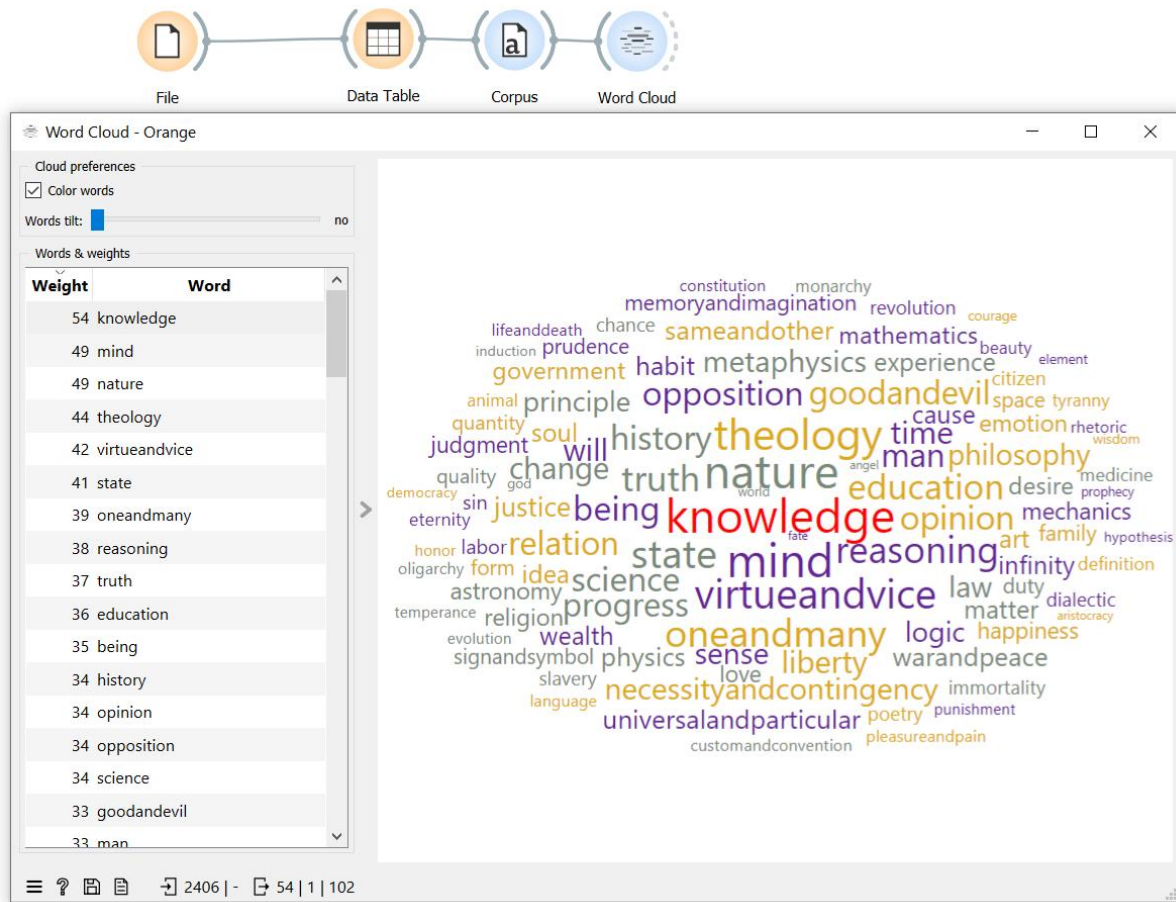 File Data Table Corpus Word Cloud
Word Cloud - Orange
Cloud preferences
Color words
Words tilt: no
Words & weights
Weight Word
54 knowledge
49 mind
49 nature
44 theology
42 virtueandvice
41 state
39 oneandmany
38 reasoning
37 truth
36 education
35 being
34 history
34 opinion
34 opposition
34 science
33 goodandevil
33 man
2406 | - 54 | 1 | 102
constitution monarchy
memoryandimagination revolution
courage
lifeanddeath chance sameandother mathematics
induction prudence beauty
government habit metaphysics experience element
animal principle opposition goodandevil citizen
space tyranny
quantity soul cause emotion rhetoric
judgment will history theology time wisdom
man philosophy
quality god change truth nature angel medicine
democracy world education desire prophecy
eternity sin justice being knowledge opinion mechanics
honor labor relation fate art family hypothesis
oligarchy form idea state mind reasoning infinity definition
astronomy science law duty
temperance religion progress virtueandvice matter dialectic
aristocracy
evolution wealth oneandmany logic happiness
signandsymbol physics sense liberty warandpeace
slavery love
language necessityandcontingency immortality
universalandparticular poetry punishment
customandconvention pleasureandpain